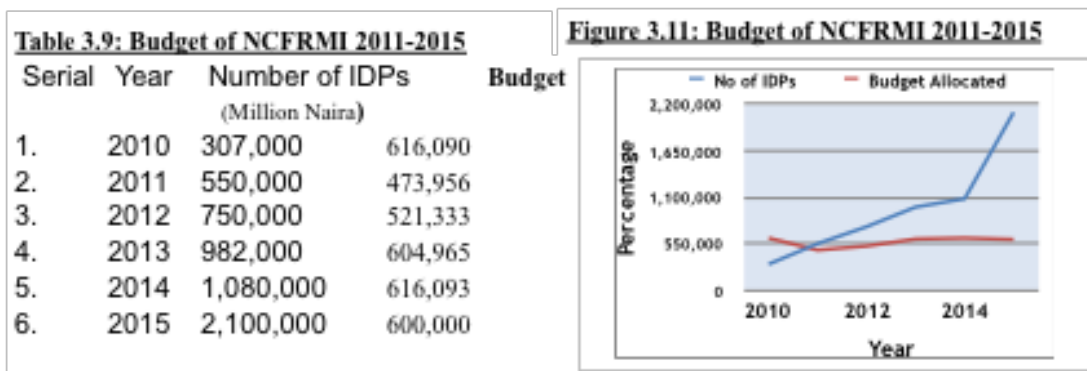 Table 3.9: Budget of NCFRMI 2011-2015
Serial Year Number of IDPs Budget
(Million Naira)
1. 2010 307,000 616,090
2. 2011 550,000 473,956
3. 2012 750,000 521,333
4. 2013 982,000 604,965
5. 2014 1,080,000 616,093
6. 2015 2,100,000 600,000
Figure 3.11: Budget of NCFRMI 2011-2015
No of IDPs Budget Allocated
2,200,000
1,650,000
1,100,000
550,000
0
Percentage
2010 2012 2014
Year